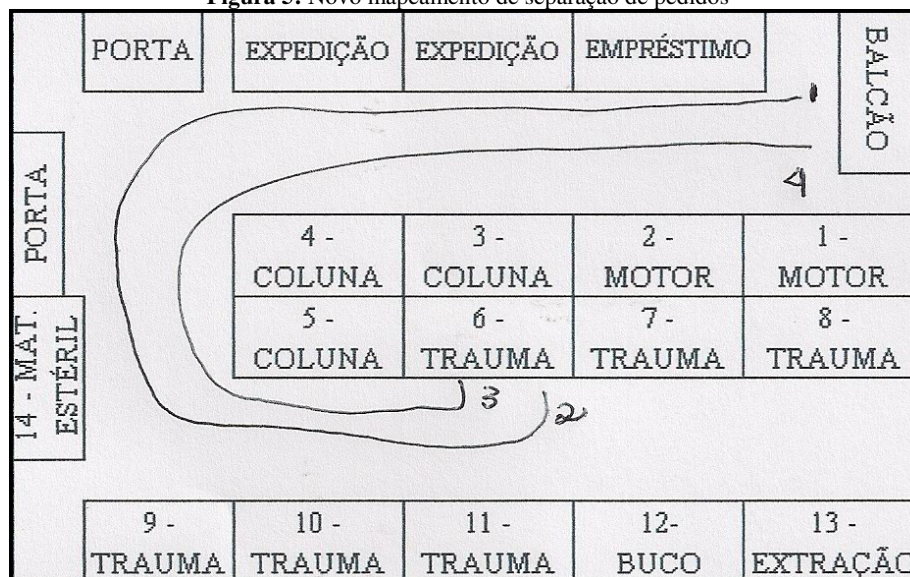 Figura 5: Novo mapeamento de separação de pedidos
PORTA
EXPEDIÇÃO
EXPEDIÇÃO
EMPRÉSTIMO
BALCÃO
1
4
PORTA
4 -
COLUNA
3 -
COLUNA
2 -
MOTOR
1 -
MOTOR
5 -
COLUNA
6 -
TRAUMA
7 -
TRAUMA
8 -
TRAUMA
14 - MAT.
ESTÉRIL
3
2
9 -
TRAUMA
10 -
TRAUMA
11 -
TRAUMA
12-
BUCO
13 -
EXTRAÇÃO